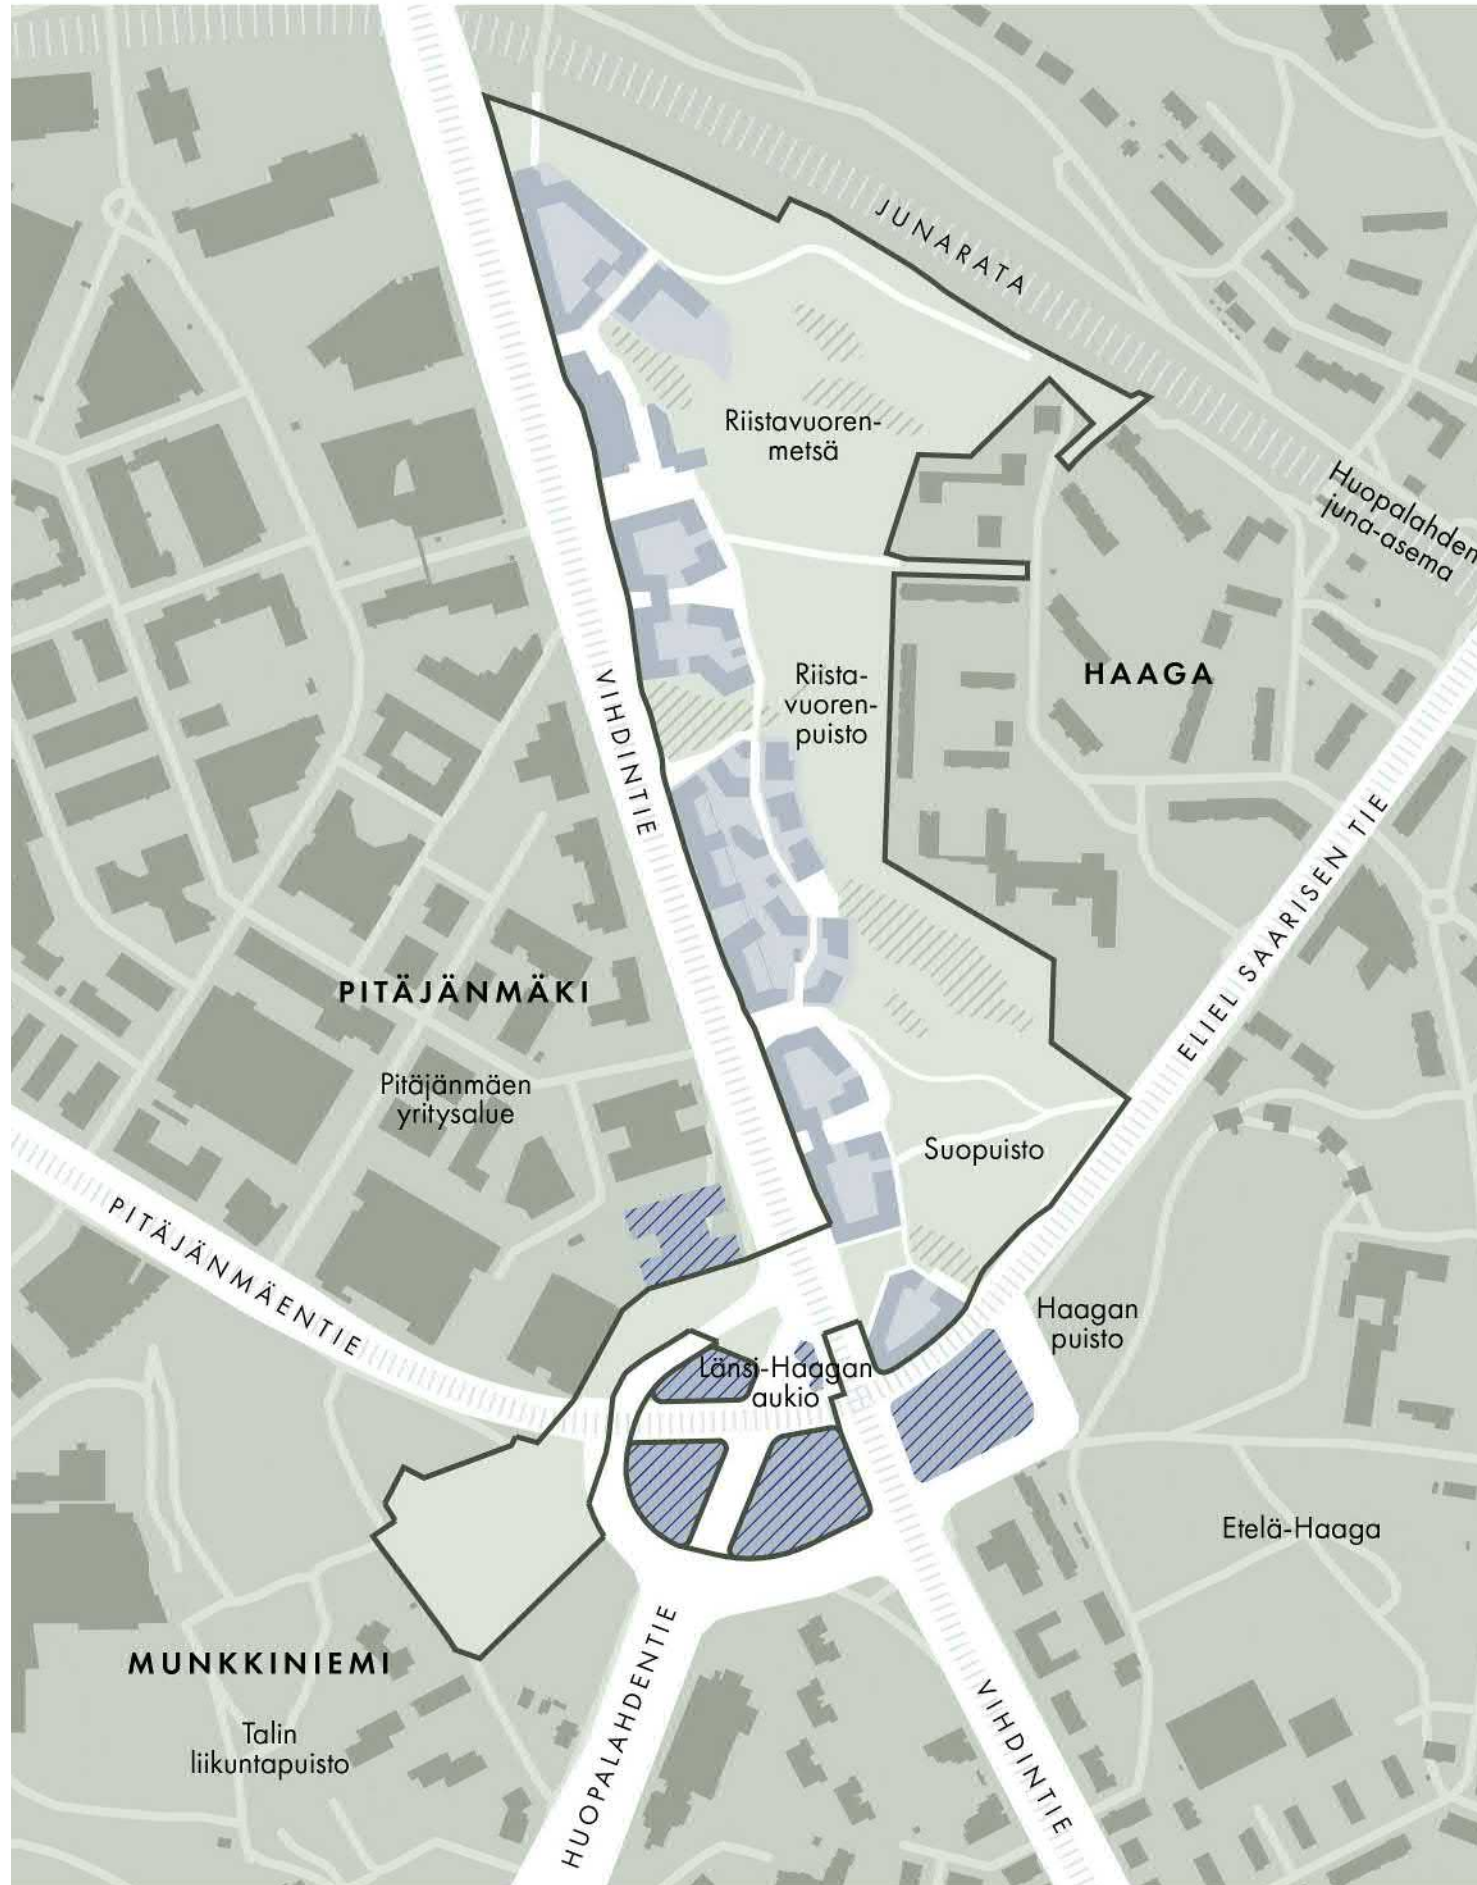 JUNARATA
Riistavuoren-
metsä
Huopalahden
juna-asema
HAAGA
Riista-
vuoren-
puisto
VIHDINTIE
ELIEL SAARISEN TIE
PITÄJÄNMÄKI
Pitäjänmäen
yritysalue
Suopuisto
PITÄJÄNMÄENTIE
Haagan
puisto
Länsi-Haagan
aukio
Etelä-Haaga
MUNKKINIEMI
Talin
liikuntapuisto
HUOPALAHDENTIE
VIHDINTIE